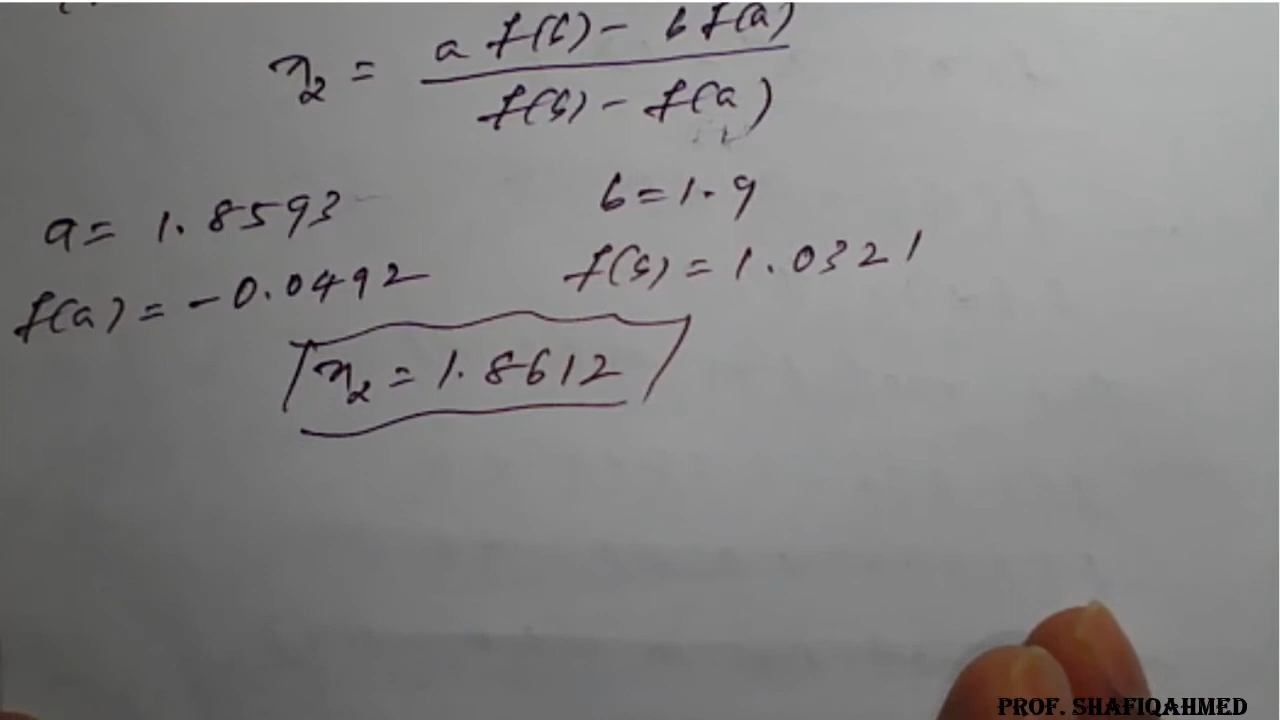 x₂ = a f(b) - b f(a)
f(b) - f(a)
a = 1.8593 b = 1.9
f(a) = -0.0492 f(b) = 1.0321
x₂ = 1.8612
PROF. SHAFIQAHMED